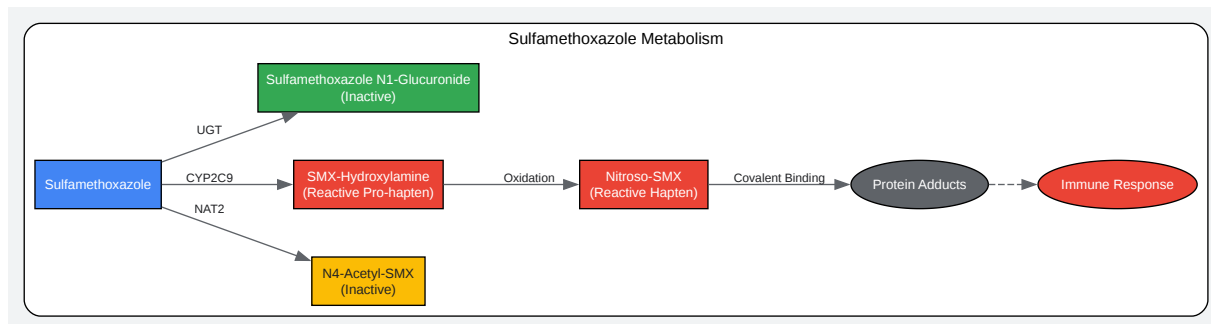 Sulfamethoxazole Metabolism
Sulfamethoxazole N1-Glucuronide
(Inactive)
UGT
Sulfamethoxazole
CYP2C9
SMX-Hydroxylamine
(Reactive Pro-hapten)
Oxidation
Nitroso-SMX
(Reactive Hapten)
Covalent Binding
Protein Adducts
Immune Response
NAT2
N4-Acetyl-SMX
(Inactive)